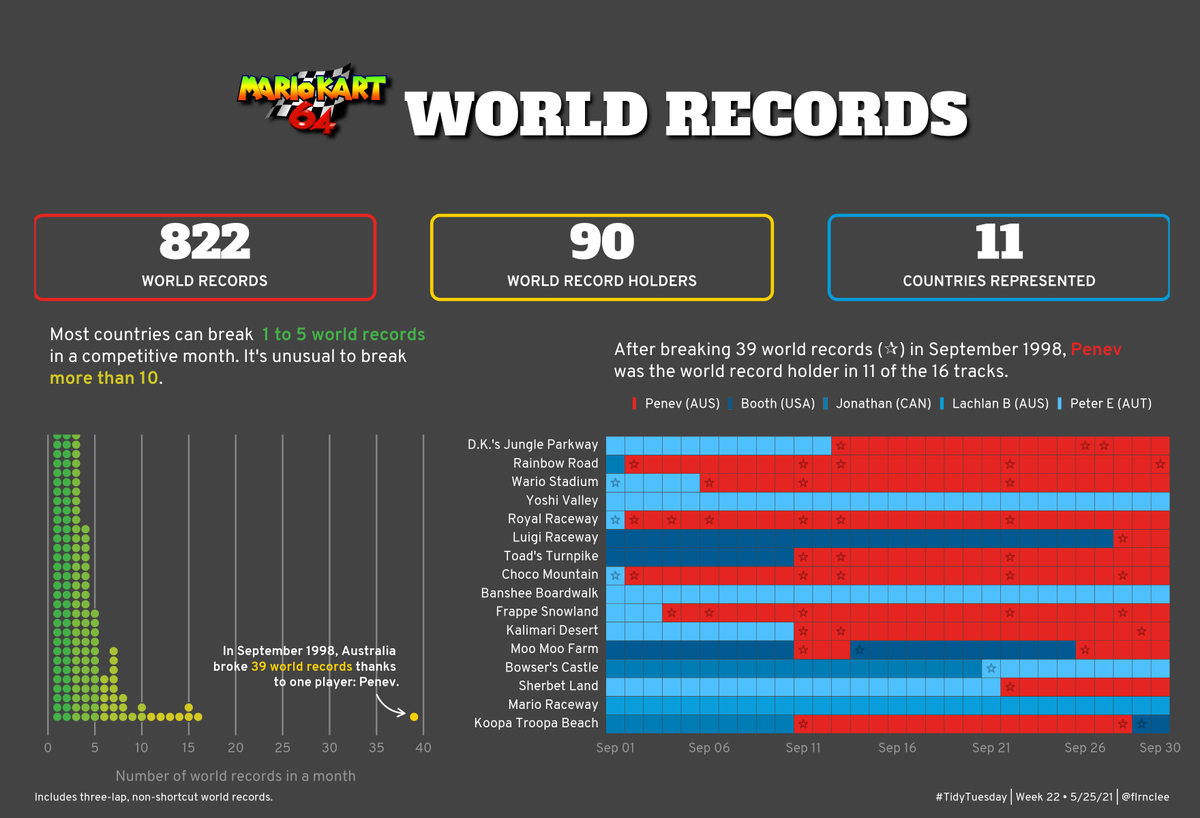 MARIO KART
64
WORLD RECORDS
822
WORLD RECORDS
90
WORLD RECORD HOLDERS
11
COUNTRIES REPRESENTED
Most countries can break 1 to 5 world records
in a competitive month. It's unusual to break
more than 10.
After breaking 39 world records (☆) in September 1998, Penev
was the world record holder in 11 of the 16 tracks.
Penev (AUS) Booth (USA) Jonathan (CAN) Lachlan B (AUS) Peter E (AUT)
In September 1998, Australia
broke 39 world records thanks
to one player: Penev.
0 5 10 15 20 25 30 35 40
Number of world records in a month
D.K.'s Jungle Parkway
Rainbow Road
Wario Stadium
Yoshi Valley
Royal Raceway
Luigi Raceway
Toad's Turnpike
Choco Mountain
Banshee Boardwalk
Frappe Snowland
Kalimari Desert
Moo Moo Farm
Bowser's Castle
Sherbet Land
Mario Raceway
Koopa Troopa Beach
Sep 01 Sep 06 Sep 11 Sep 16 Sep 21 Sep 26 Sep 30
Includes three-lap, non-shortcut world records.
#TidyTuesday | Week 22 • 5/25/21 | @flrnclee